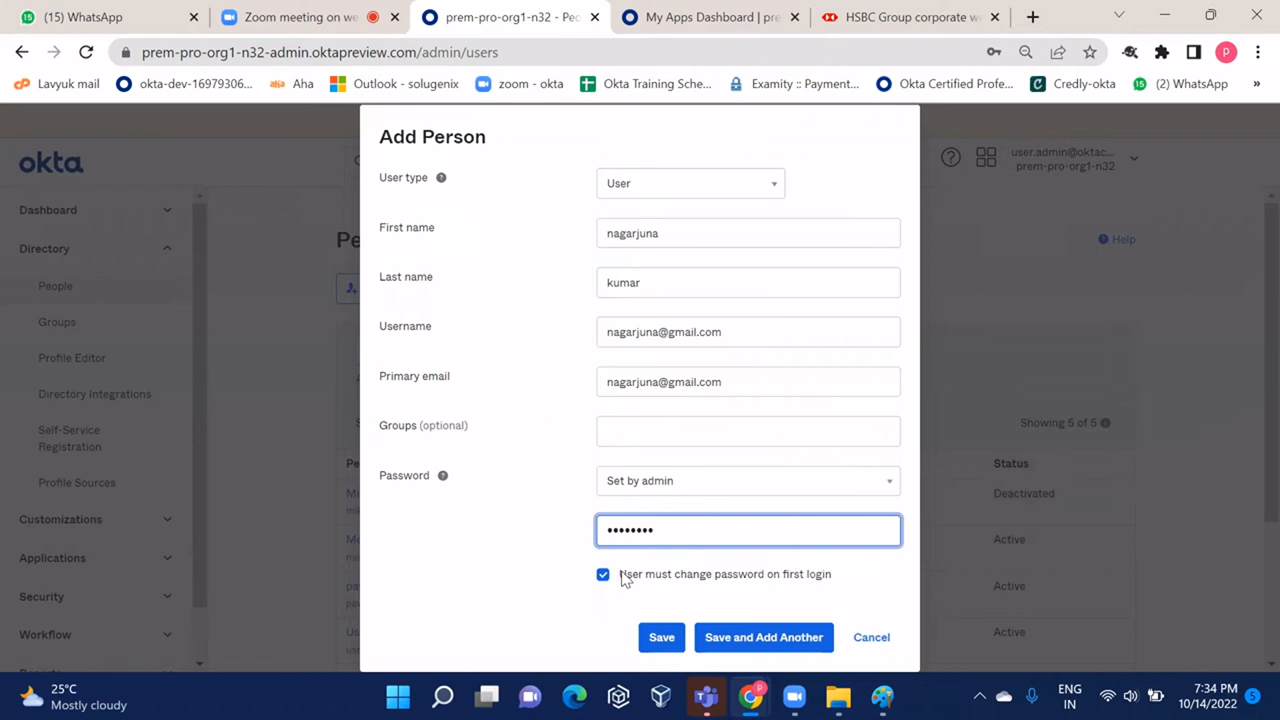 (15) WhatsApp
Zoom meeting on we
prem-pro-org1-n32 - Peo
My Apps Dashboard | pre
HSBC Group corporate w
prem-pro-org1-n32-admin.oktapreview.com/admin/users
P
Lavyuk mail
okta-dev-16979306...
Aha
Outlook - solugenix
zoom - okta
Okta Training Sche...
Examity :: Payment...
Okta Certified Profe...
Credly-okta
(2) WhatsApp
okta
user.admin@oktac...
prem-pro-org1-n32
Dashboard
Directory
People
Groups
Profile Editor
Directory Integrations
Self-Service
Registration
Profile Sources
Customizations
Applications
Security
Workflow
Pe
Help
Showing 5 of 5
Status
Deactivated
Active
Active
Active
Add Person
User type
User
First name
nagarjuna
Last name
kumar
Username
nagarjuna@gmail.com
Primary email
nagarjuna@gmail.com
Groups (optional)
Password
Set by admin
••••••••
User must change password on first login
Save
Save and Add Another
Cancel
25°C
Mostly cloudy
ENG
IN
7:34 PM
10/14/2022
5